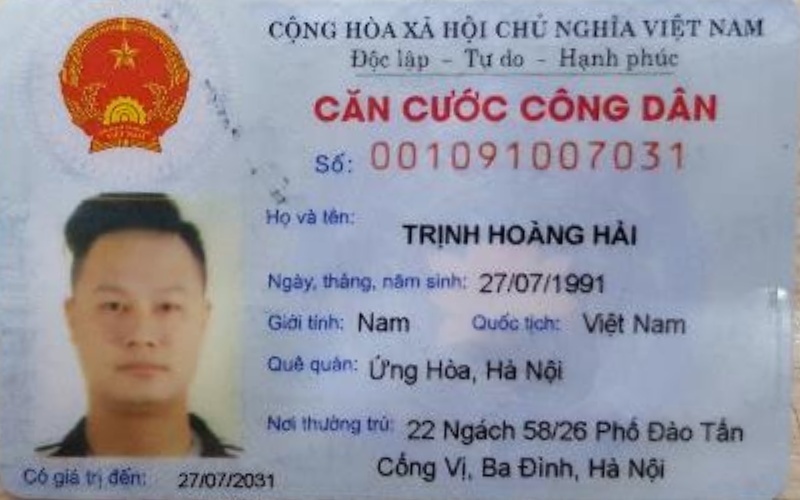 CỘNG HÒA XÃ HỘI CHỦ NGHĨA VIỆT NAM
Độc lập - Tự do - Hạnh phúc
CĂN CƯỚC CÔNG DÂN
Số: 001091007031
Họ và tên:
TRỊNH HOÀNG HẢI
Ngày, tháng, năm sinh: 27/07/1991
Giới tính: Nam Quốc tịch: Việt Nam
Quê quán: Ứng Hòa, Hà Nội
Nơi thường trú: 22 Ngách 58/26 Phố Đào Tấn
Cống Vị, Ba Đình, Hà Nội
Có giá trị đến: 27/07/2031